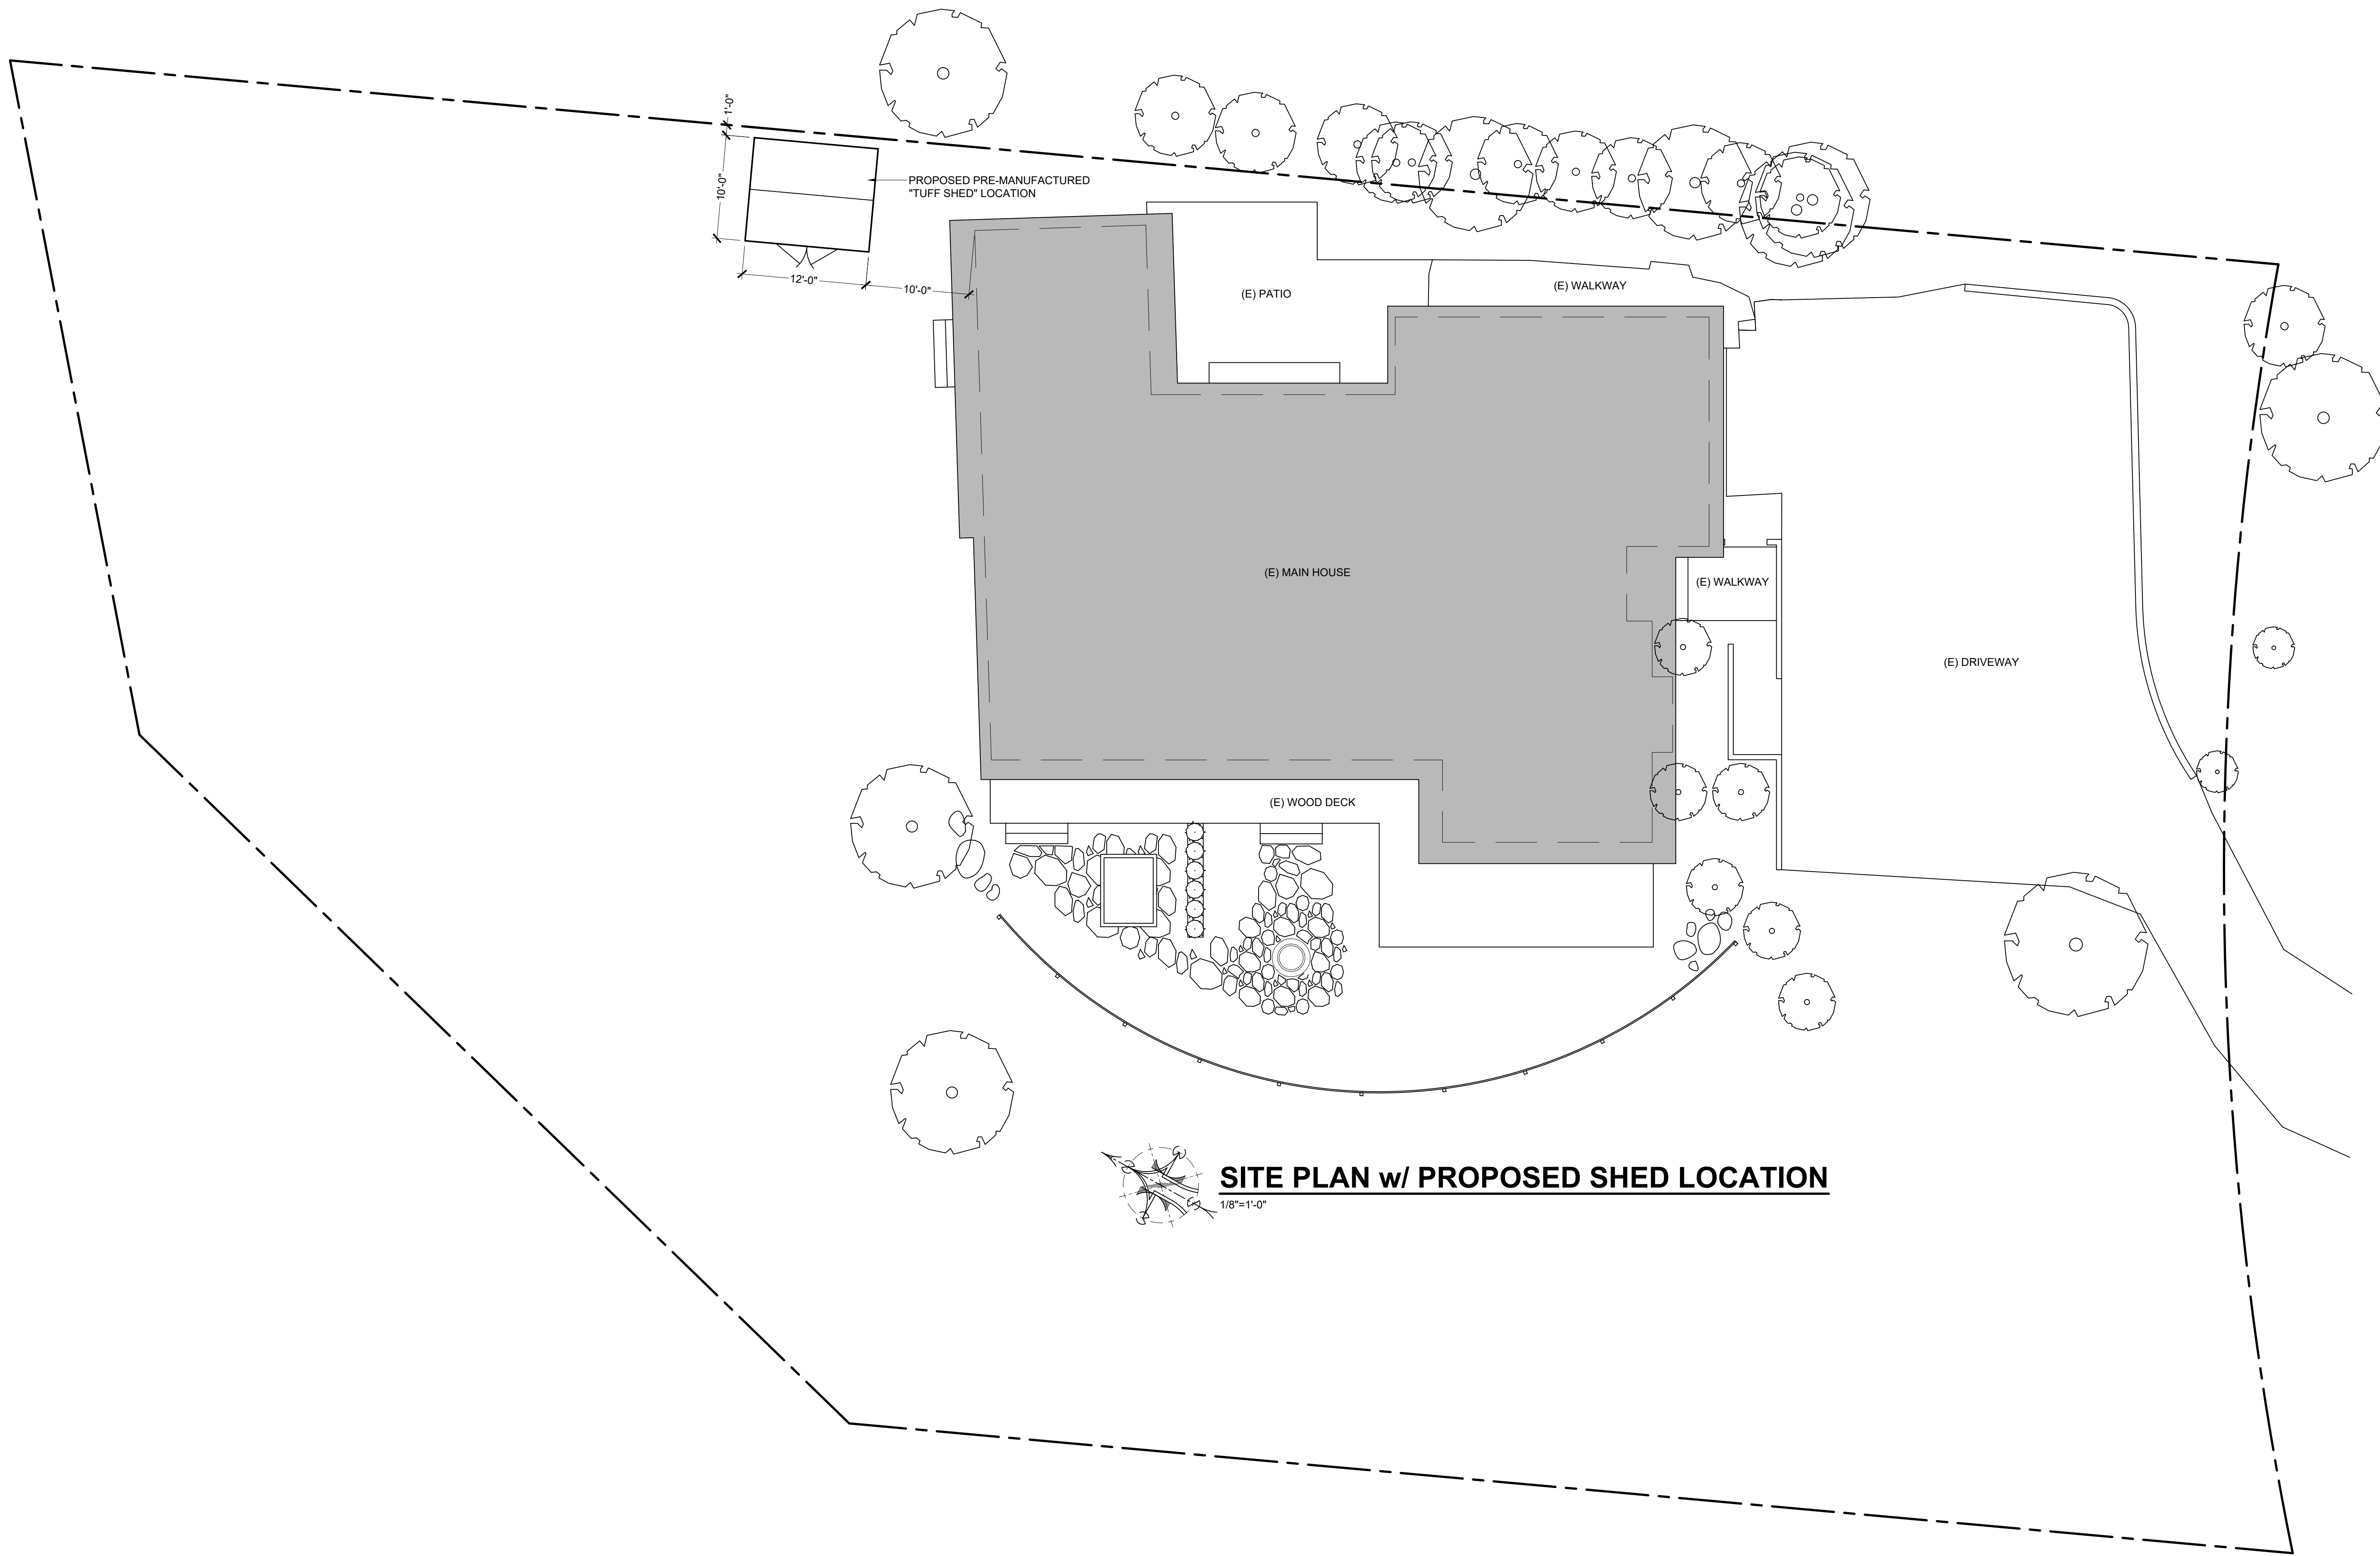 1'-0"
10'-0"
PROPOSED PRE-MANUFACTURED
"TUFF SHED" LOCATION
12'-0"
10'-0"
(E) PATIO
(E) WALKWAY
(E) MAIN HOUSE
(E) WALKWAY
(E) DRIVEWAY
(E) WOOD DECK
SITE PLAN w/ PROPOSED SHED LOCATION
1/8"=1'-0"